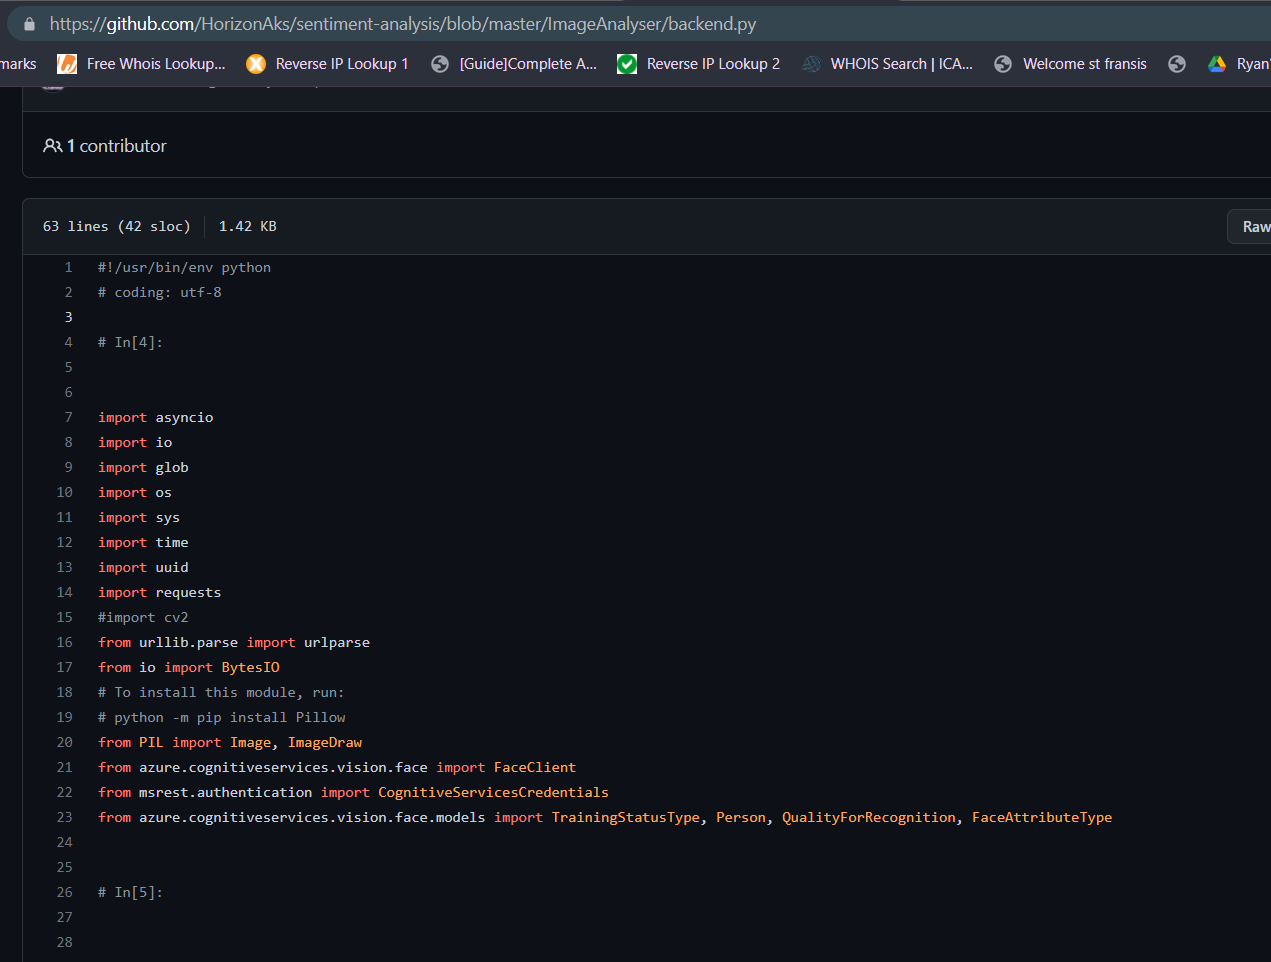 https://github.com/HorizonAks/sentiment-analysis/blob/master/ImageAnalyser/backend.py
marks Free Whois Lookup... Reverse IP Lookup 1 [Guide]Complete A... Reverse IP Lookup 2 WHOIS Search | ICA... Welcome st fransis Ryan'
1 contributor
63 lines (42 sloc) 1.42 KB Raw
1 #!/usr/bin/env python
2 # coding: utf-8
3
4 # In[4]:
5
6
7 import asyncio
8 import io
9 import glob
10 import os
11 import sys
12 import time
13 import uuid
14 import requests
15 #import cv2
16 from urllib.parse import urlparse
17 from io import BytesIO
18 # To install this module, run:
19 # python -m pip install Pillow
20 from PIL import Image, ImageDraw
21 from azure.cognitiveservices.vision.face import FaceClient
22 from msrest.authentication import CognitiveServicesCredentials
23 from azure.cognitiveservices.vision.face.models import TrainingStatusType, Person, QualityForRecognition, FaceAttributeType
24
25
26 # In[5]:
27
28